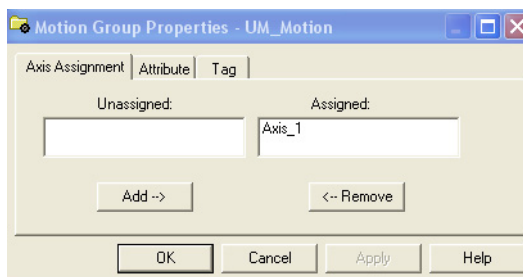 Motion Group Properties - UM_Motion
Axis Assignment Attribute Tag
Unassigned: Assigned:
Axis_1
Add --> <-- Remove
OK Cancel Apply Help